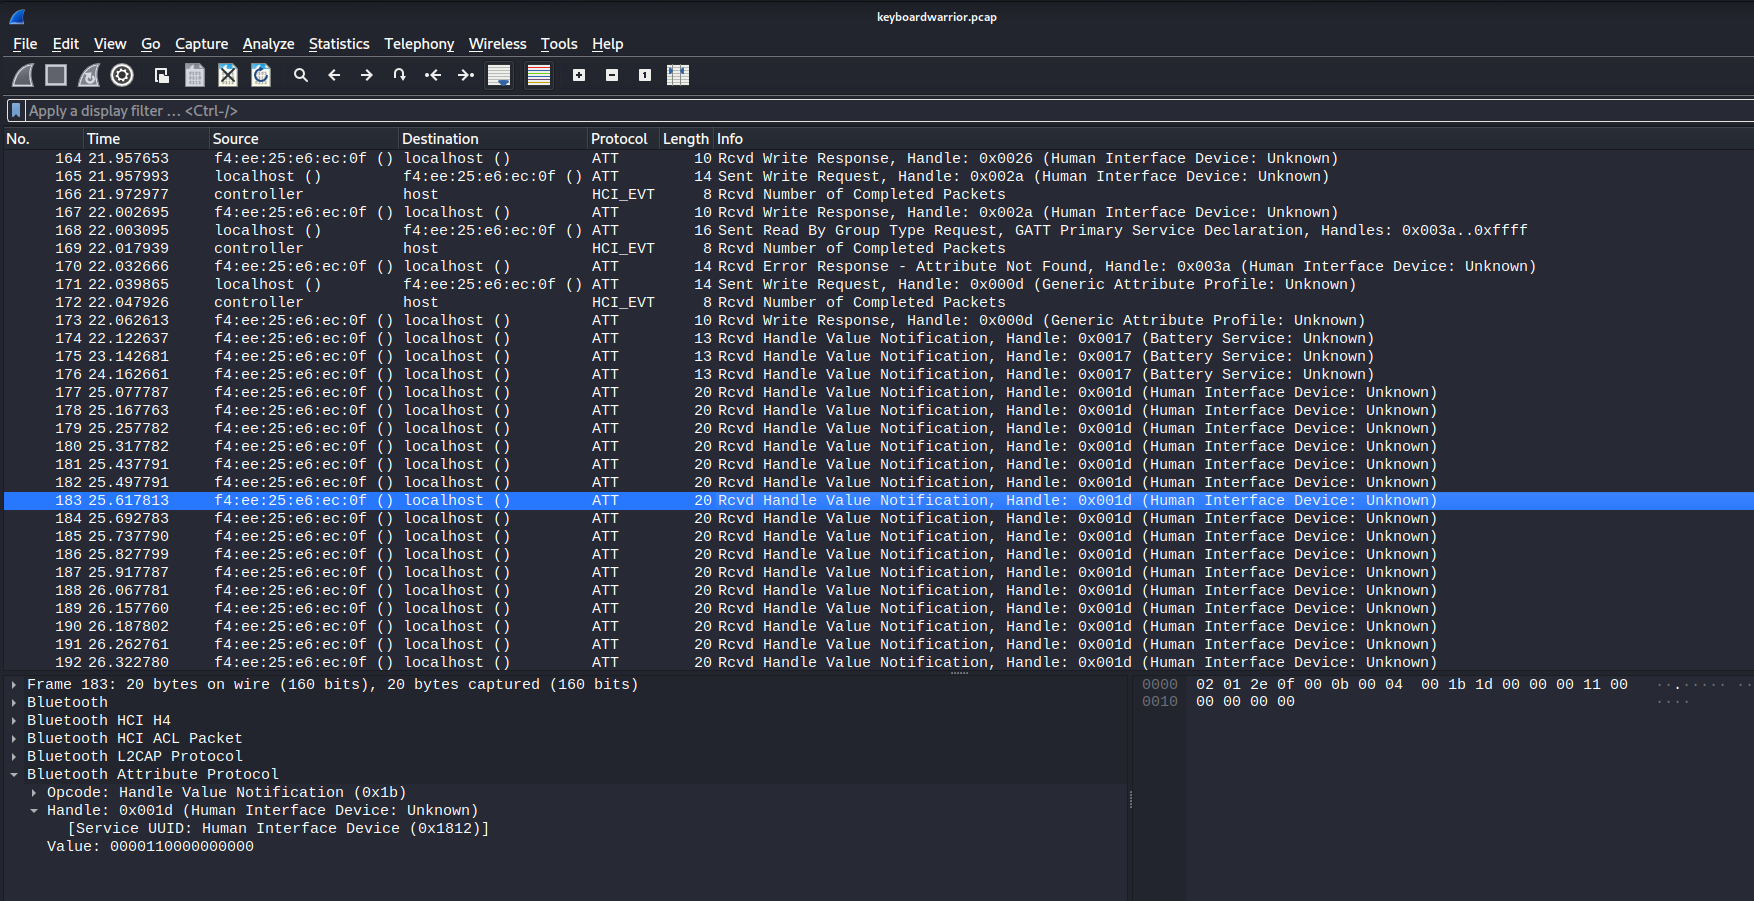 keyboardwarrior.pcap
File Edit View Go Capture Analyze Statistics Telephony Wireless Tools Help
Apply a display filter … <Ctrl-/>
No. Time Source Destination Protocol Length Info
164 21.957653 f4:ee:25:e6:ec:0f () localhost () ATT 10 Rcvd Write Response, Handle: 0x0026 (Human Interface Device: Unknown)
165 21.957993 localhost () f4:ee:25:e6:ec:0f () ATT 14 Sent Write Request, Handle: 0x002a (Human Interface Device: Unknown)
166 21.972977 controller host HCI_EVT 8 Rcvd Number of Completed Packets
167 22.002695 f4:ee:25:e6:ec:0f () localhost () ATT 10 Rcvd Write Response, Handle: 0x002a (Human Interface Device: Unknown)
168 22.003095 localhost () f4:ee:25:e6:ec:0f () ATT 16 Sent Read By Group Type Request, GATT Primary Service Declaration, Handles: 0x003a..0xffff
169 22.017939 controller host HCI_EVT 8 Rcvd Number of Completed Packets
170 22.032666 f4:ee:25:e6:ec:0f () localhost () ATT 14 Rcvd Error Response - Attribute Not Found, Handle: 0x003a (Human Interface Device: Unknown)
171 22.039865 localhost () f4:ee:25:e6:ec:0f () ATT 14 Sent Write Request, Handle: 0x000d (Generic Attribute Profile: Unknown)
172 22.047926 controller host HCI_EVT 8 Rcvd Number of Completed Packets
173 22.062613 f4:ee:25:e6:ec:0f () localhost () ATT 10 Rcvd Write Response, Handle: 0x000d (Generic Attribute Profile: Unknown)
174 22.122637 f4:ee:25:e6:ec:0f () localhost () ATT 13 Rcvd Handle Value Notification, Handle: 0x0017 (Battery Service: Unknown)
175 23.142681 f4:ee:25:e6:ec:0f () localhost () ATT 13 Rcvd Handle Value Notification, Handle: 0x0017 (Battery Service: Unknown)
176 24.162661 f4:ee:25:e6:ec:0f () localhost () ATT 13 Rcvd Handle Value Notification, Handle: 0x0017 (Battery Service: Unknown)
177 25.077787 f4:ee:25:e6:ec:0f () localhost () ATT 20 Rcvd Handle Value Notification, Handle: 0x001d (Human Interface Device: Unknown)
178 25.167763 f4:ee:25:e6:ec:0f () localhost () ATT 20 Rcvd Handle Value Notification, Handle: 0x001d (Human Interface Device: Unknown)
179 25.257782 f4:ee:25:e6:ec:0f () localhost () ATT 20 Rcvd Handle Value Notification, Handle: 0x001d (Human Interface Device: Unknown)
180 25.317782 f4:ee:25:e6:ec:0f () localhost () ATT 20 Rcvd Handle Value Notification, Handle: 0x001d (Human Interface Device: Unknown)
181 25.437791 f4:ee:25:e6:ec:0f () localhost () ATT 20 Rcvd Handle Value Notification, Handle: 0x001d (Human Interface Device: Unknown)
182 25.497791 f4:ee:25:e6:ec:0f () localhost () ATT 20 Rcvd Handle Value Notification, Handle: 0x001d (Human Interface Device: Unknown)
183 25.617813 f4:ee:25:e6:ec:0f () localhost () ATT 20 Rcvd Handle Value Notification, Handle: 0x001d (Human Interface Device: Unknown)
184 25.692783 f4:ee:25:e6:ec:0f () localhost () ATT 20 Rcvd Handle Value Notification, Handle: 0x001d (Human Interface Device: Unknown)
185 25.737790 f4:ee:25:e6:ec:0f () localhost () ATT 20 Rcvd Handle Value Notification, Handle: 0x001d (Human Interface Device: Unknown)
186 25.827799 f4:ee:25:e6:ec:0f () localhost () ATT 20 Rcvd Handle Value Notification, Handle: 0x001d (Human Interface Device: Unknown)
187 25.917787 f4:ee:25:e6:ec:0f () localhost () ATT 20 Rcvd Handle Value Notification, Handle: 0x001d (Human Interface Device: Unknown)
188 26.067781 f4:ee:25:e6:ec:0f () localhost () ATT 20 Rcvd Handle Value Notification, Handle: 0x001d (Human Interface Device: Unknown)
189 26.157760 f4:ee:25:e6:ec:0f () localhost () ATT 20 Rcvd Handle Value Notification, Handle: 0x001d (Human Interface Device: Unknown)
190 26.187802 f4:ee:25:e6:ec:0f () localhost () ATT 20 Rcvd Handle Value Notification, Handle: 0x001d (Human Interface Device: Unknown)
191 26.262761 f4:ee:25:e6:ec:0f () localhost () ATT 20 Rcvd Handle Value Notification, Handle: 0x001d (Human Interface Device: Unknown)
192 26.322780 f4:ee:25:e6:ec:0f () localhost () ATT 20 Rcvd Handle Value Notification, Handle: 0x001d (Human Interface Device: Unknown)
Frame 183: 20 bytes on wire (160 bits), 20 bytes captured (160 bits)
Bluetooth
Bluetooth HCI H4
Bluetooth HCI ACL Packet
Bluetooth L2CAP Protocol
Bluetooth Attribute Protocol
Opcode: Handle Value Notification (0x1b)
Handle: 0x001d (Human Interface Device: Unknown)
[Service UUID: Human Interface Device (0x1812)]
Value: 0000110000000000
0000 02 01 2e 0f 00 0b 00 04 00 1b 1d 00 00 00 11 00 ··.····· ··
0010 00 00 00 00 ····